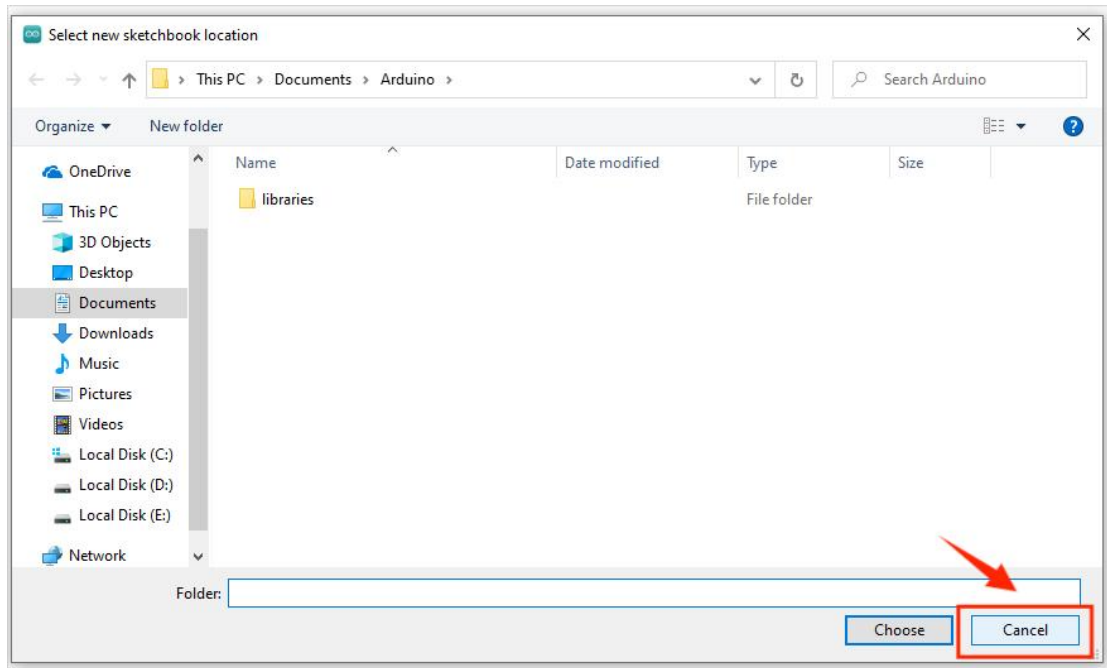 Select new sketchbook location
This PC > Documents > Arduino >
Search Arduino
Organize
New folder
Name
Date modified
Type
Size
libraries
File folder
OneDrive
This PC
3D Objects
Desktop
Documents
Downloads
Music
Pictures
Videos
Local Disk (C:)
Local Disk (D:)
Local Disk (E:)
Network
Folder:
Choose
Cancel